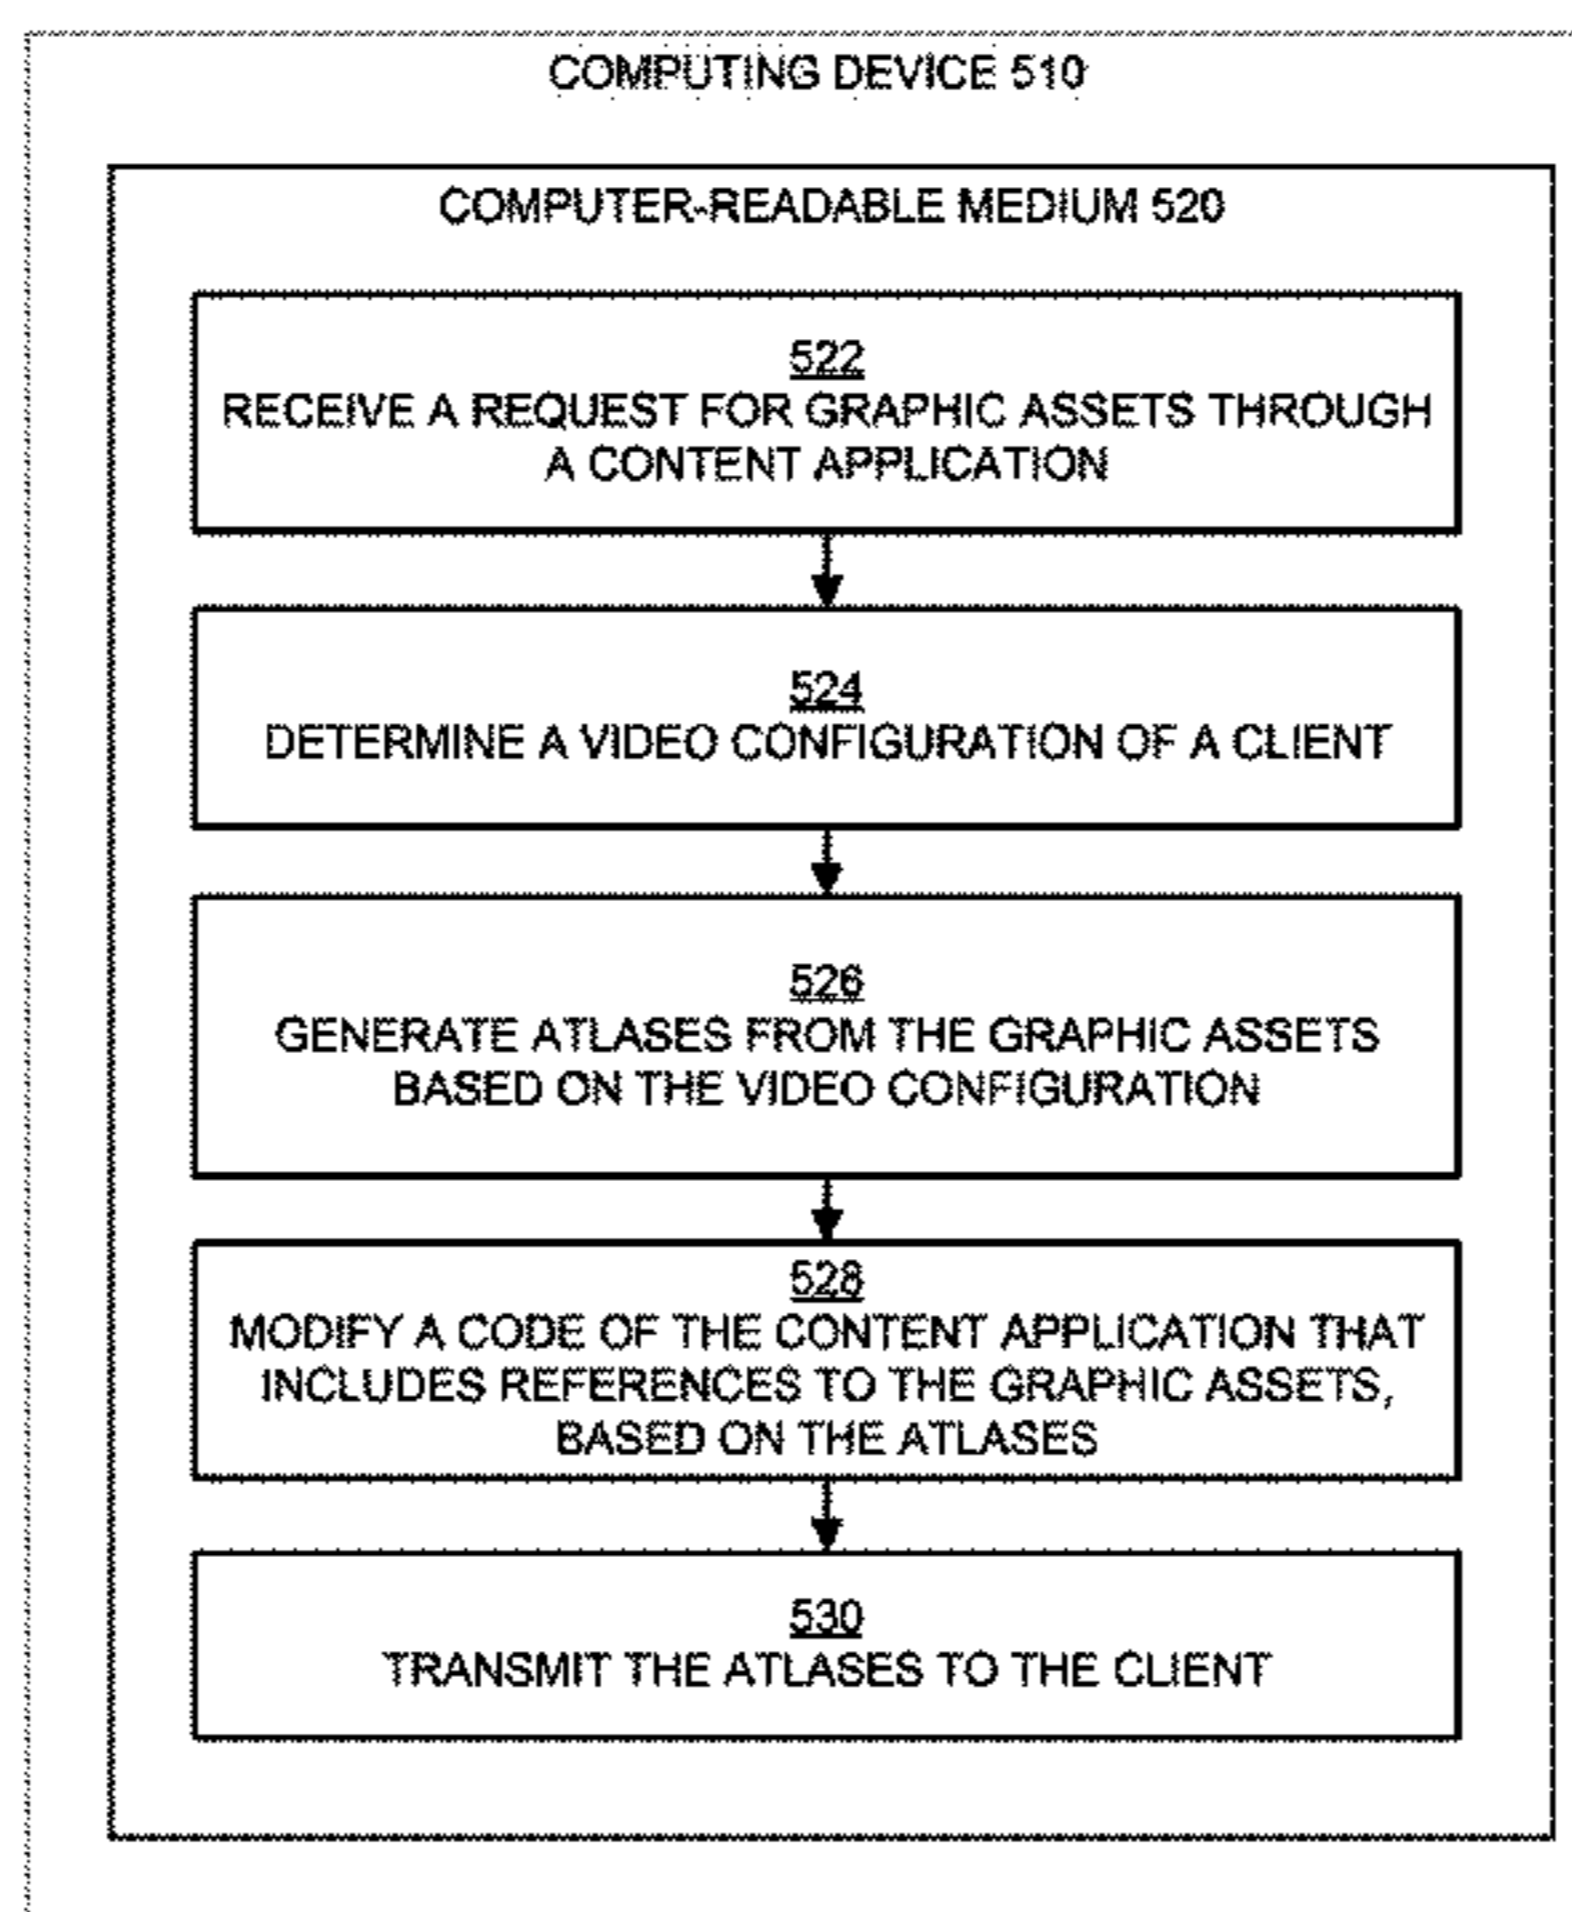 COMPUTING DEVICE 510
COMPUTER-READABLE MEDIUM 520
522
RECEIVE A REQUEST FOR GRAPHIC ASSETS THROUGH
A CONTENT APPLICATION
524
DETERMINE A VIDEO CONFIGURATION OF A CLIENT
526
GENERATE ATLASES FROM THE GRAPHIC ASSETS
BASED ON THE VIDEO CONFIGURATION
528
MODIFY A CODE OF THE CONTENT APPLICATION THAT
INCLUDES REFERENCES TO THE GRAPHIC ASSETS,
BASED ON THE ATLASES
530
TRANSMIT THE ATLASES TO THE CLIENT